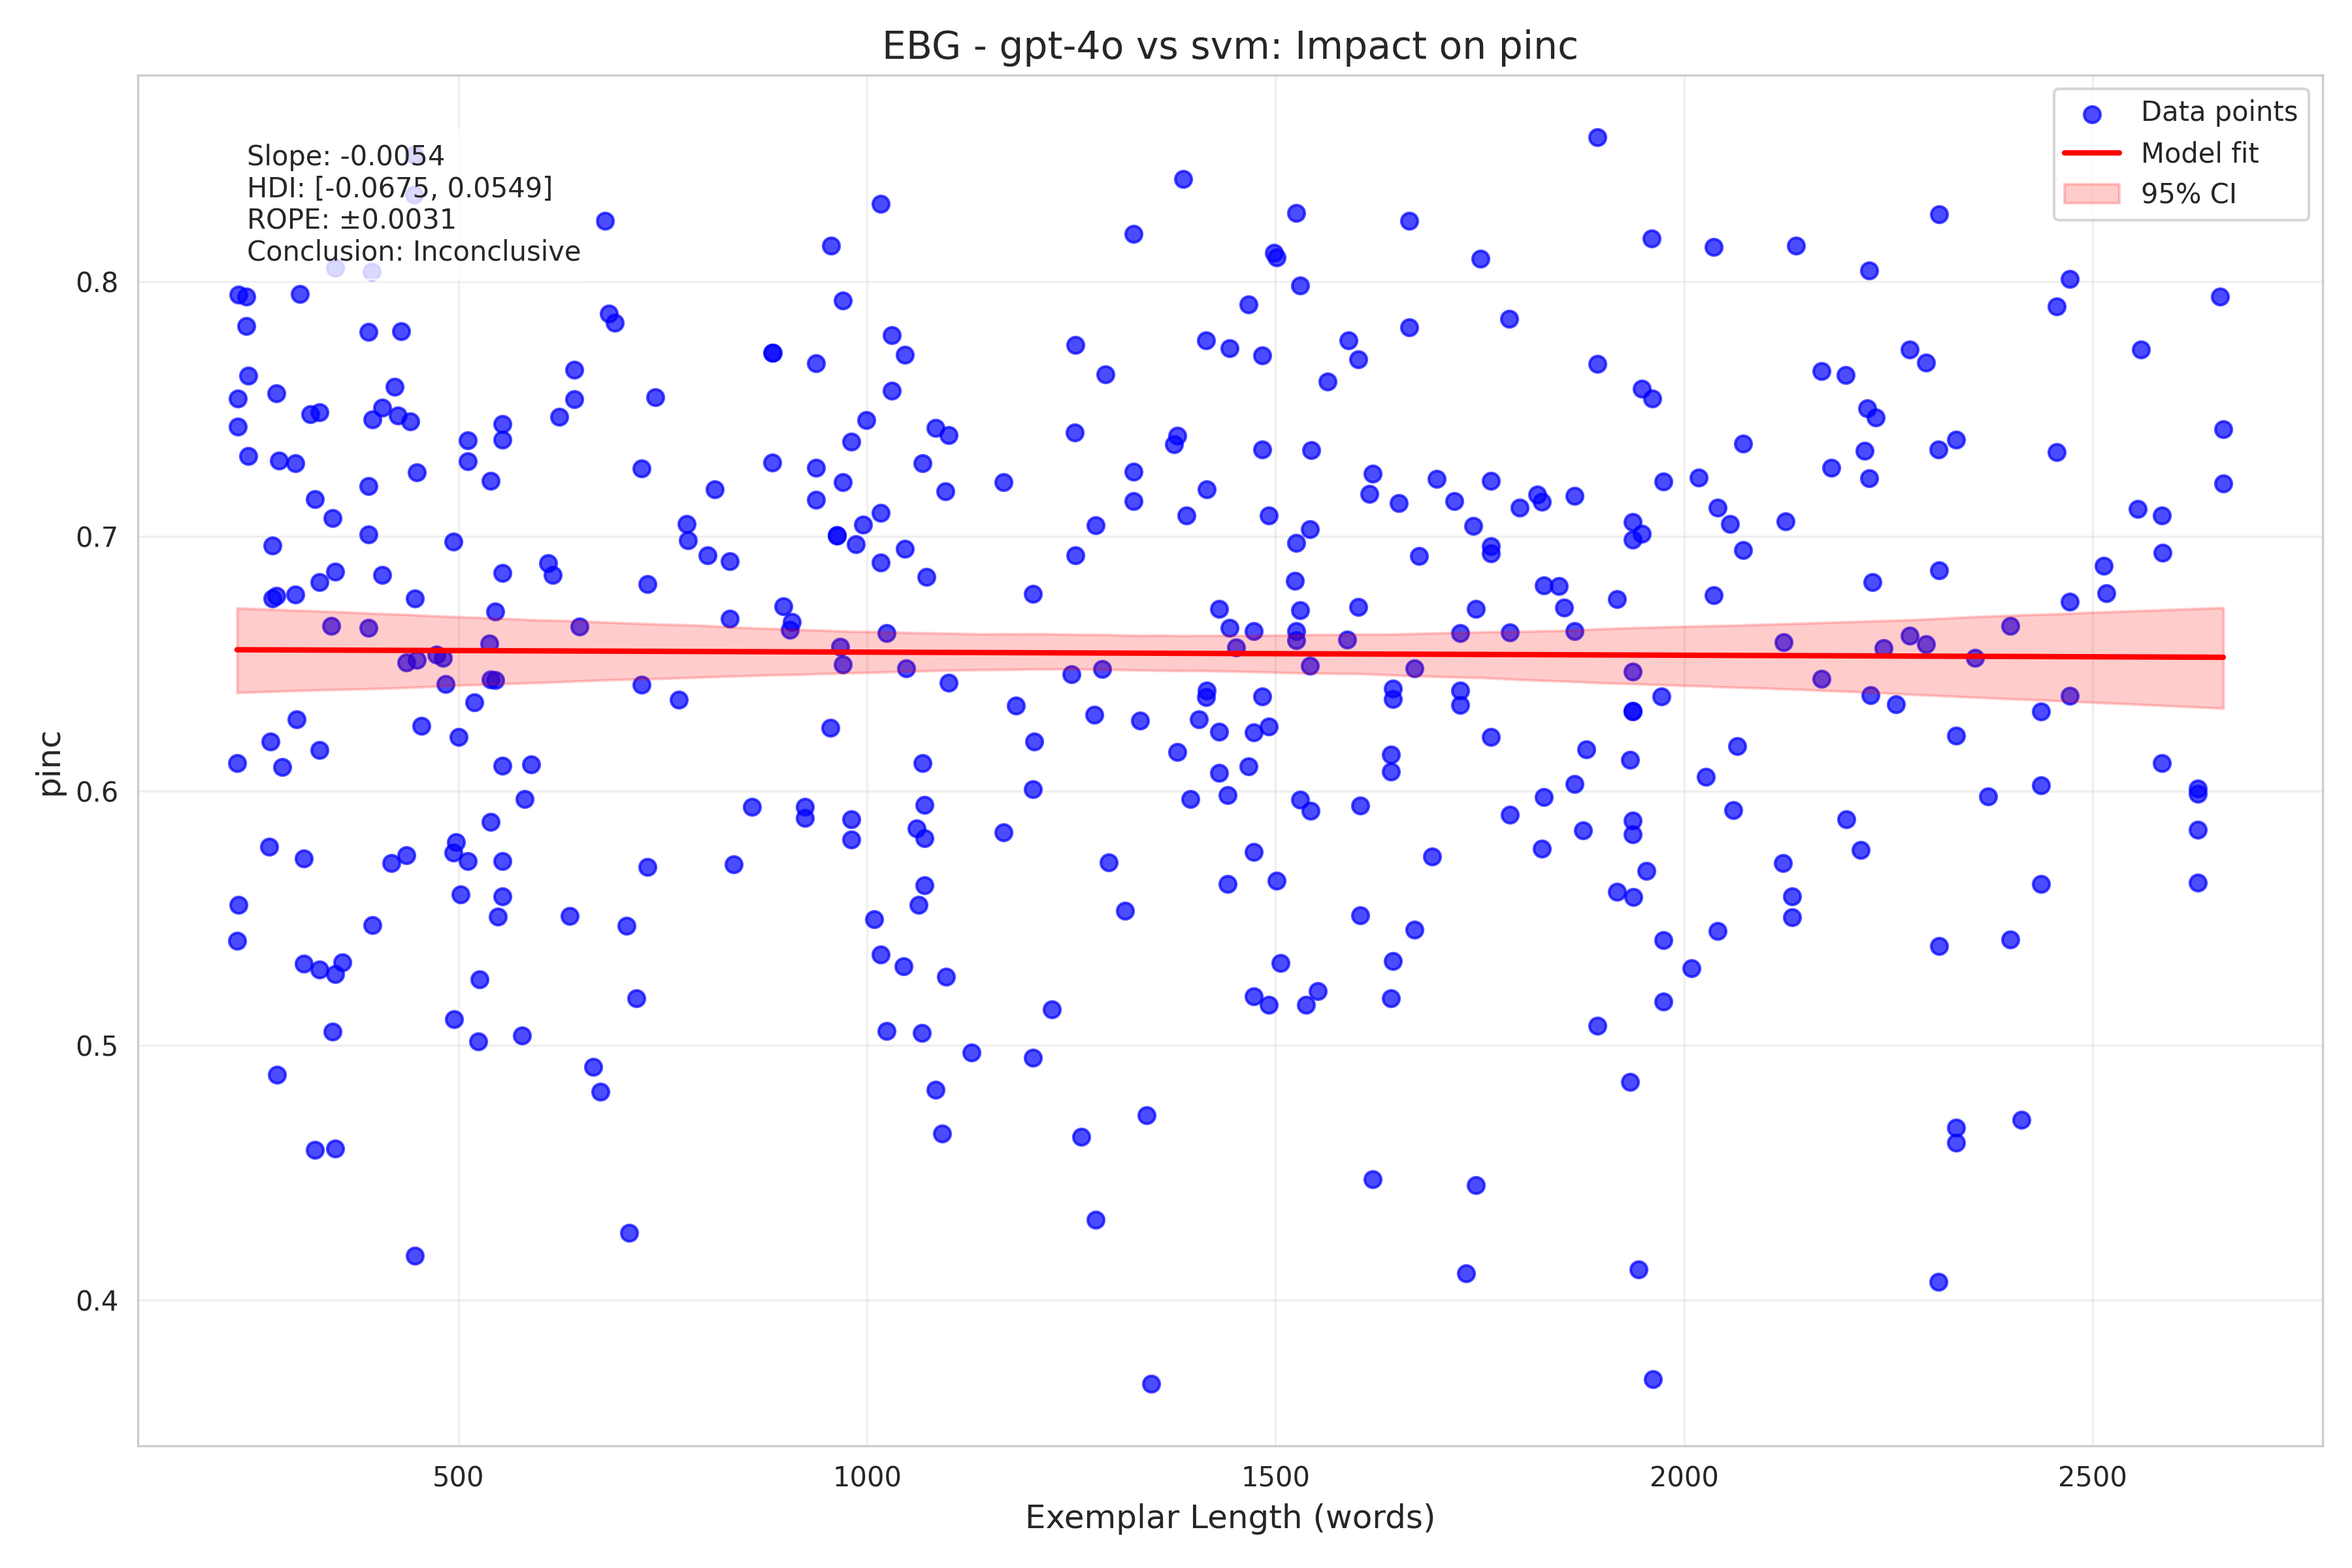 EBG - gpt-4o vs svm: Impact on pinc
Slope: -0.0054
HDI: [-0.0675, 0.0549]
ROPE: ±0.0031
Conclusion: Inconclusive
Data points
Model fit
95% CI
pinc
0.8
0.7
0.6
0.5
0.4
500
1000
1500
2000
2500
Exemplar Length (words)